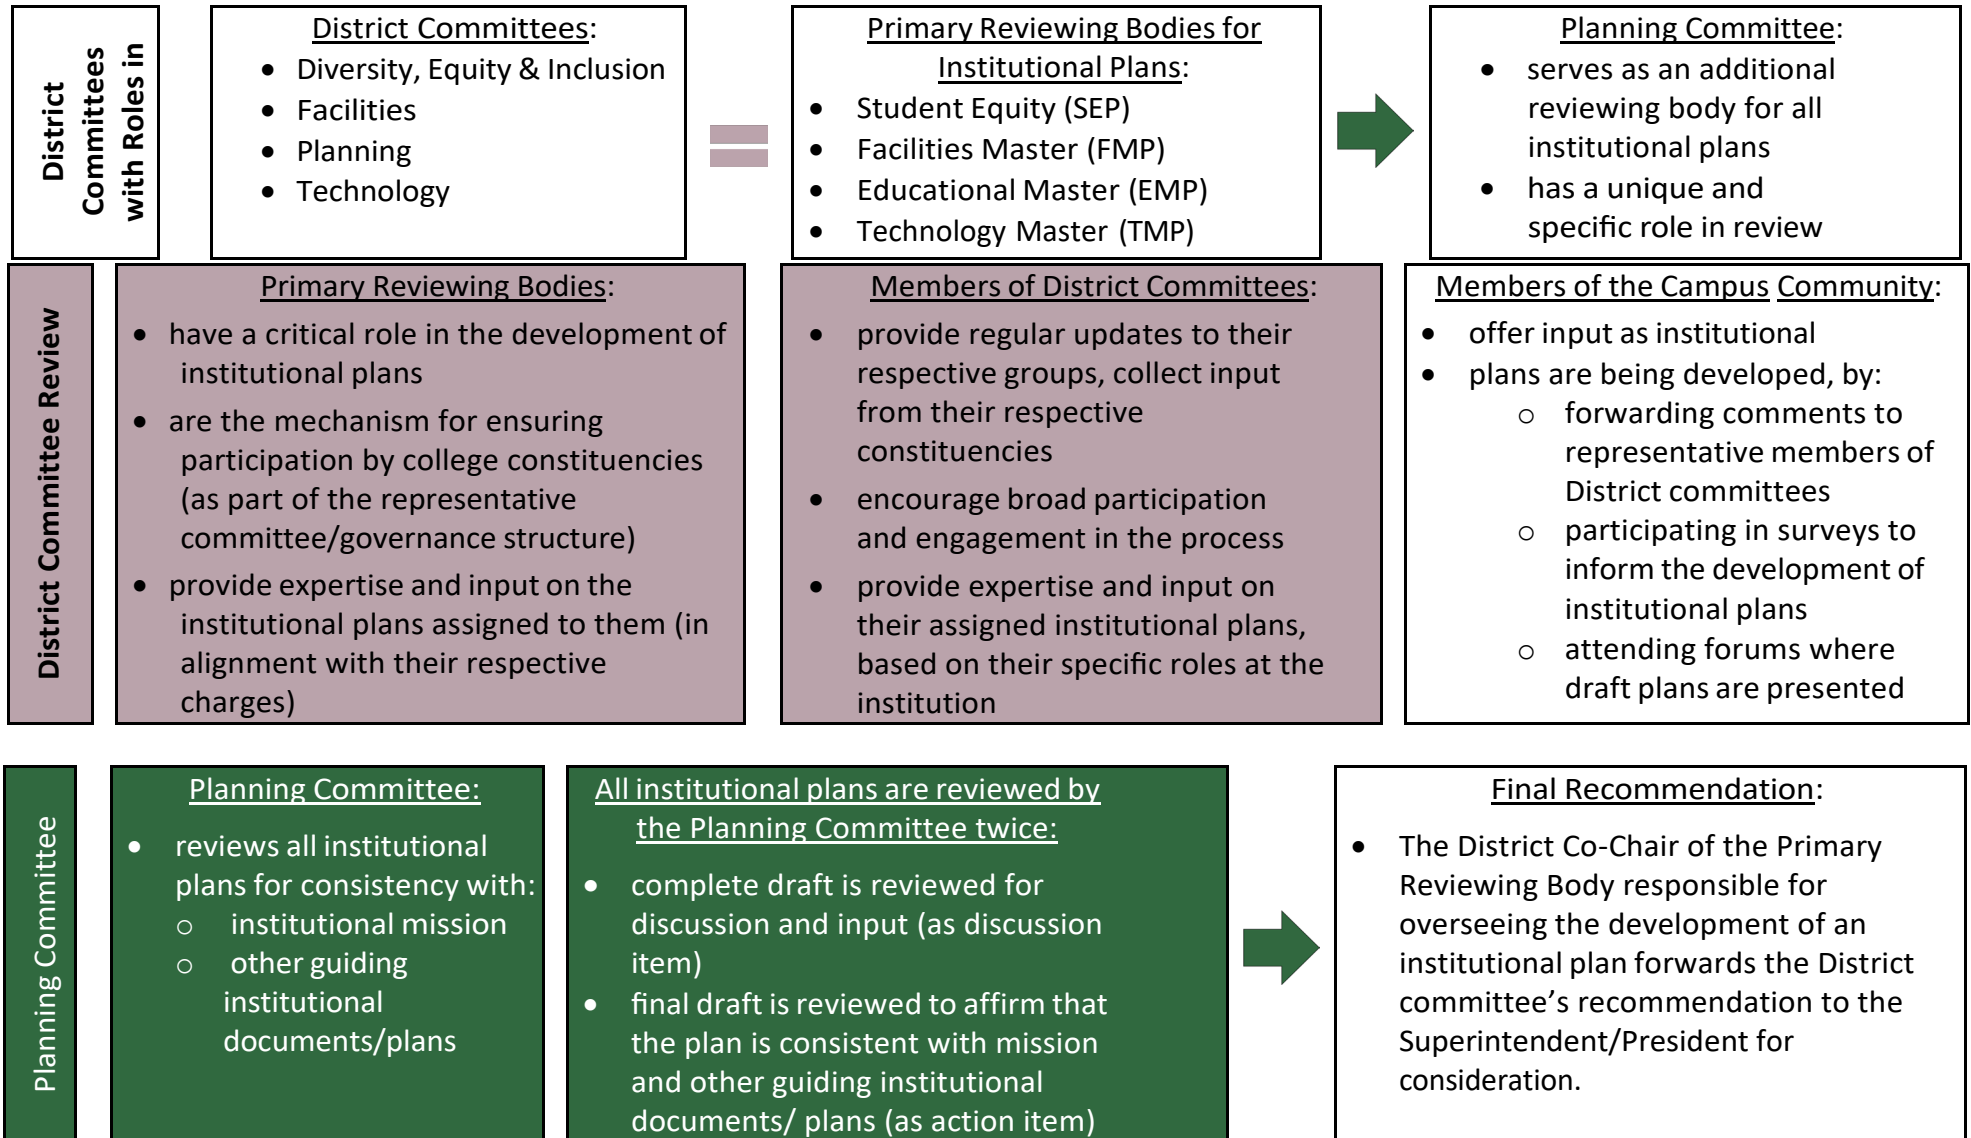 District
Committees
with Roles in
District Committees:
• Diversity, Equity & Inclusion
• Facilities
• Planning
• Technology
Primary Reviewing Bodies for
Institutional Plans:
• Student Equity (SEP)
• Facilities Master (FMP)
• Educational Master (EMP)
• Technology Master (TMP)
Planning Committee:
• serves as an additional
reviewing body for all
institutional plans
• has a unique and
specific role in review
District Committee Review
Primary Reviewing Bodies:
• have a critical role in the development of
institutional plans
• are the mechanism for ensuring
participation by college constituencies
(as part of the representative
committee/governance structure)
• provide expertise and input on the
institutional plans assigned to them (in
alignment with their respective
charges)
Members of District Committees:
• provide regular updates to their
respective groups, collect input
from their respective
constituencies
• encourage broad participation
and engagement in the process
• provide expertise and input on
their assigned institutional plans,
based on their specific roles at the
institution
Members of the Campus Community:
• offer input as institutional
• plans are being developed, by:
o forwarding comments to
representative members of
District committees
o participating in surveys to
inform the development of
institutional plans
o attending forums where
draft plans are presented
Planning Committee
Planning Committee:
• reviews all institutional
plans for consistency with:
o institutional mission
o other guiding
institutional
documents/plans
All institutional plans are reviewed by
the Planning Committee twice:
• complete draft is reviewed for
discussion and input (as discussion
item)
• final draft is reviewed to affirm that
the plan is consistent with mission
and other guiding institutional
documents/ plans (as action item)
Final Recommendation:
• The District Co-Chair of the Primary
Reviewing Body responsible for
overseeing the development of an
institutional plan forwards the District
committee’s recommendation to the
Superintendent/President for
consideration.